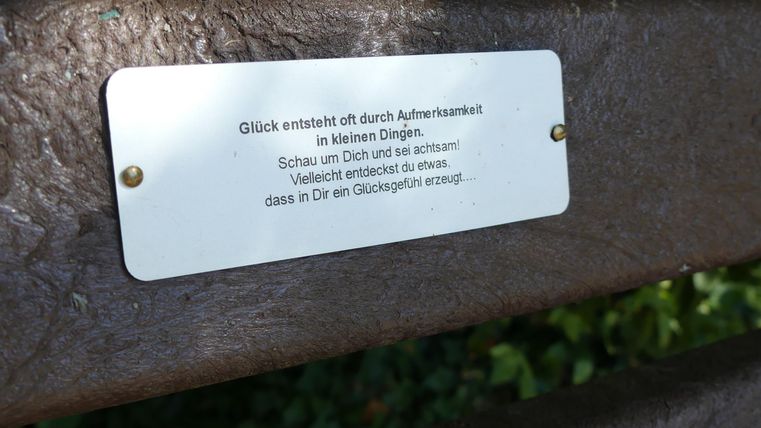 Glück entsteht oft durch Aufmerksamkeit
in kleinen Dingen.
Schau um Dich und sei achtsam!
Vielleicht entdeckst du etwas,
dass in Dir ein Glücksgefühl erzeugt....